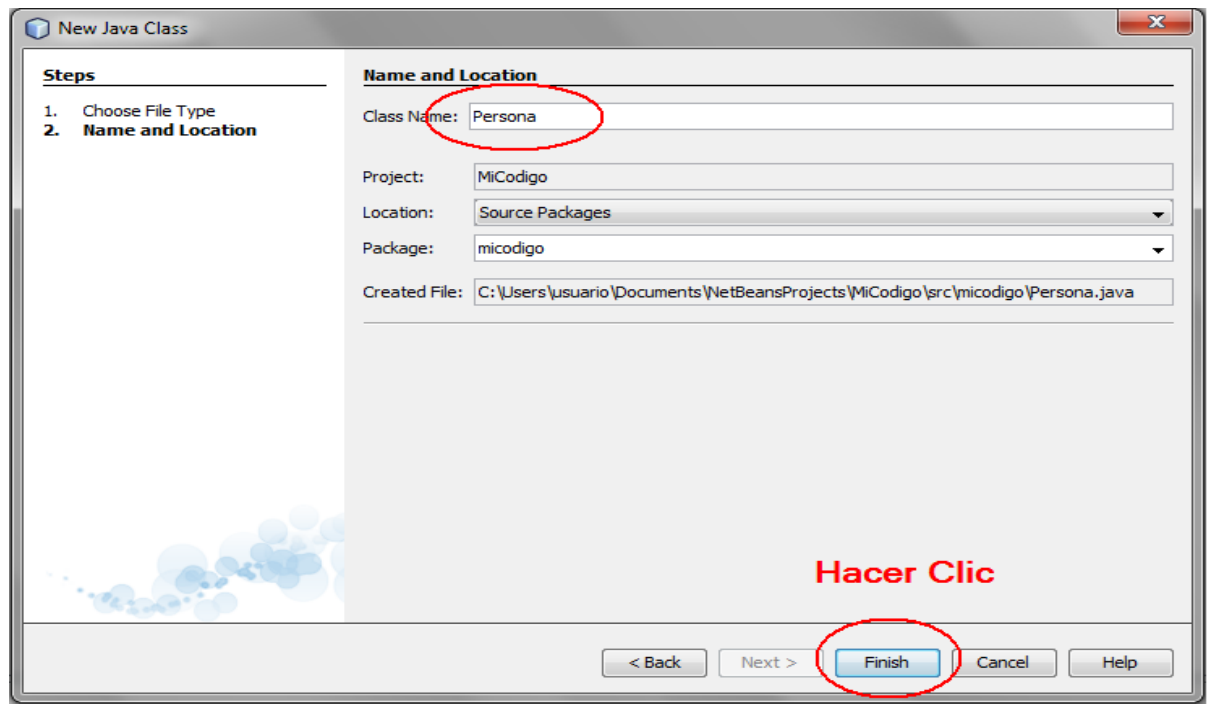 New Java Class
Steps
1. Choose File Type
2. Name and Location
Name and Location
Class Name: Persona
Project: MiCodigo
Location: Source Packages
Package: micodigo
Created File: C:\Users\usuario\Documents\NetBeansProjects\MiCodigo\src\micodigo\Persona.java
Hacer Clic
< Back Next > Finish Cancel Help